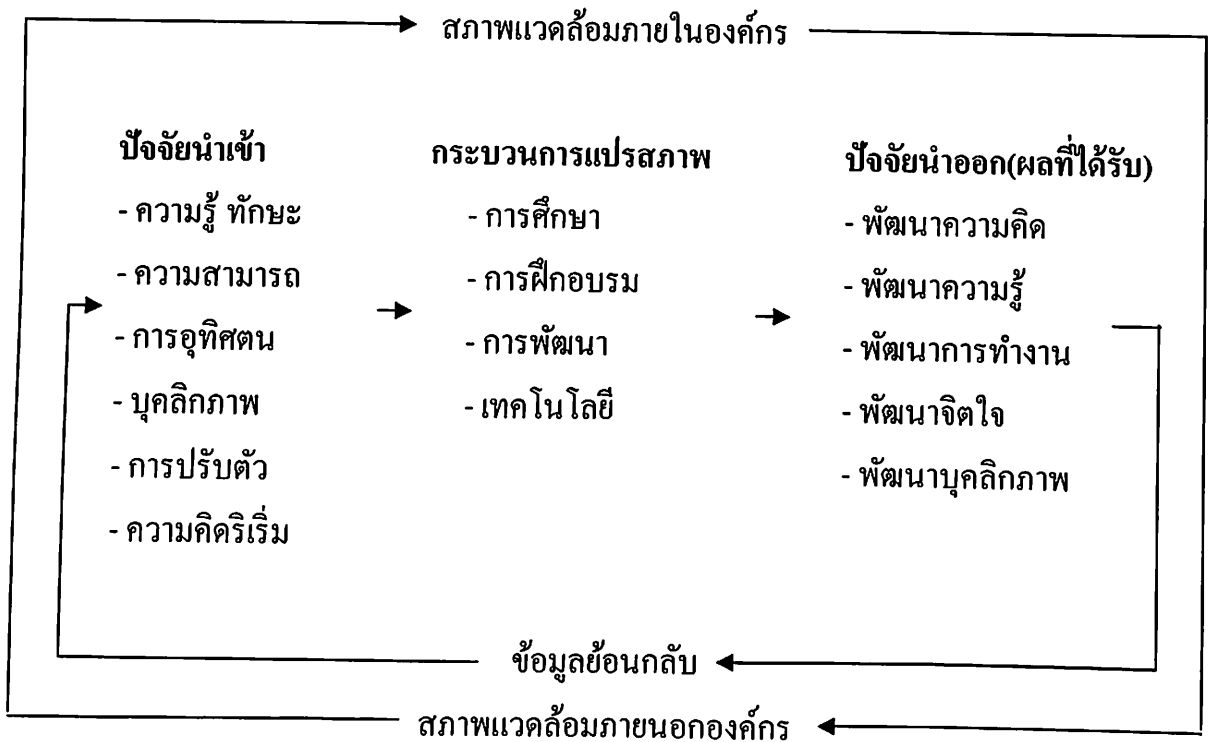 สภาพแวดล้อมภายในองค์กร
ปัจจัยนำเข้า
- ความรู้ ทักษะ
- ความสามารถ
- การอุทิศตน
- บุคลิกภาพ
- การปรับตัว
- ความคิดริเริ่ม
กระบวนการแปรสภาพ
- การศึกษา
- การฝึกอบรม
- การพัฒนา
- เทคโนโลยี
ปัจจัยนำออก(ผลที่ได้รับ)
- พัฒนาความคิด
- พัฒนาความรู้
- พัฒนาการทำงาน
- พัฒนาจิตใจ
- พัฒนาบุคลิกภาพ
ข้อมูลย้อนกลับ
สภาพแวดล้อมภายนอกองค์กร